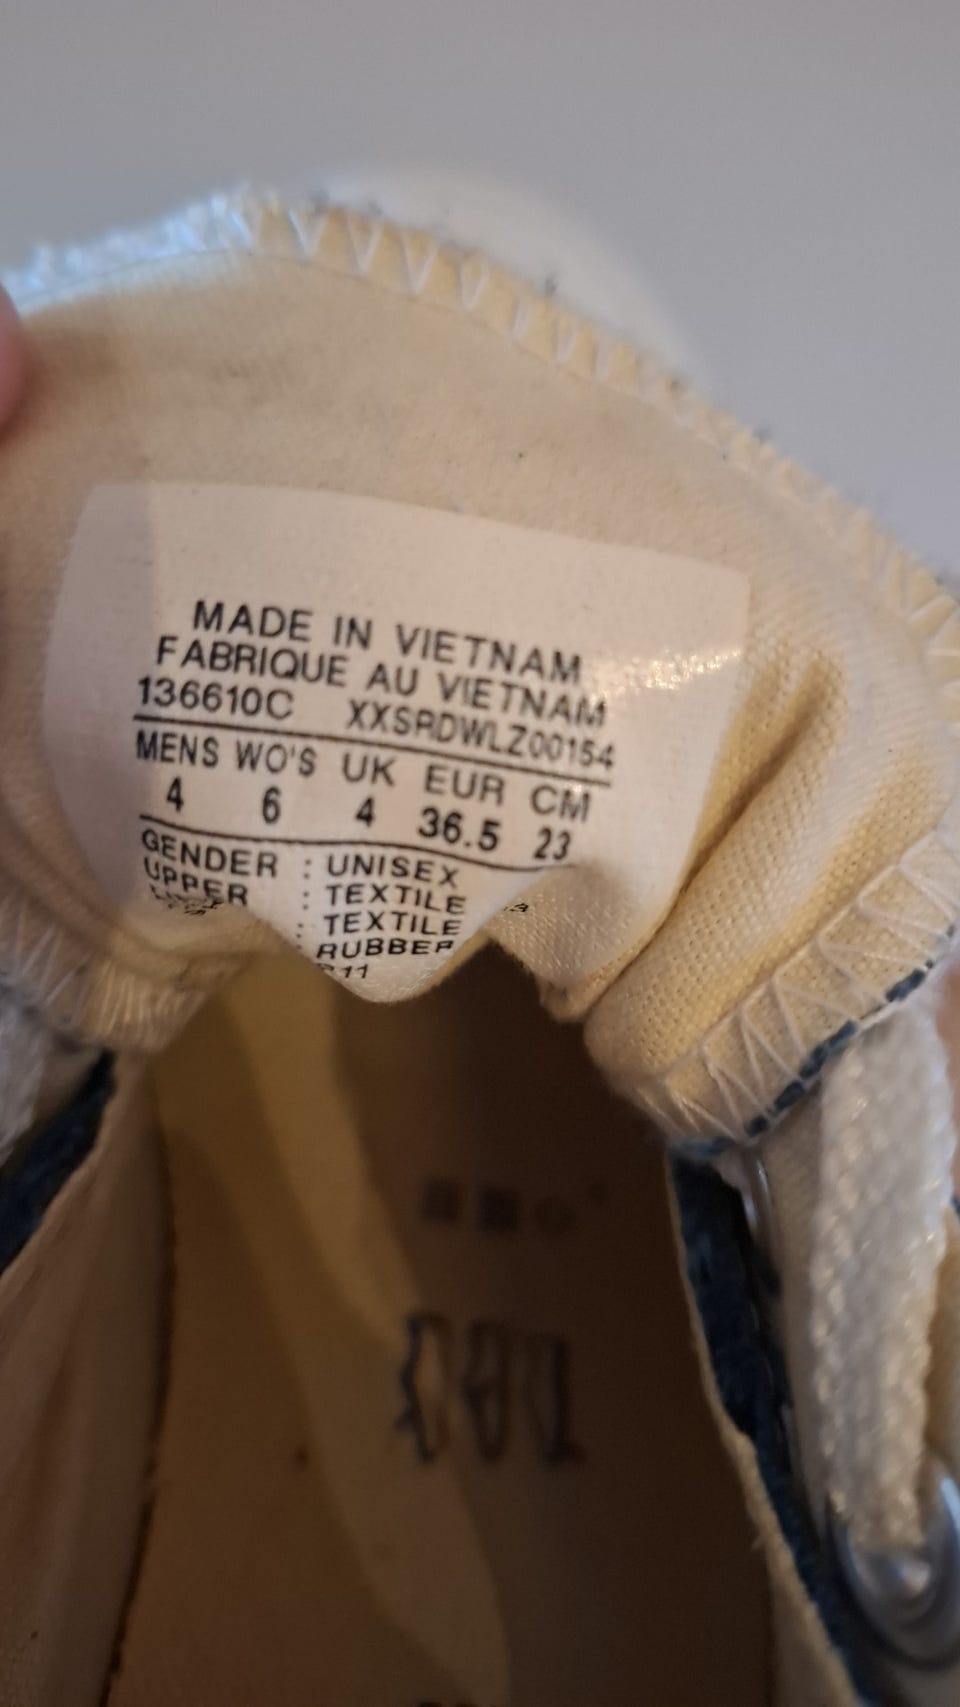 MADE IN VIETNAM
FABRIQUE AU VIETNAM
136610C XXSRDWLZ00154
MENS WO'S UK EUR CM
4 6 4 36.5 23
GENDER : UNISEX
UPPER : TEXTILE
: TEXTILE
: RUBBER